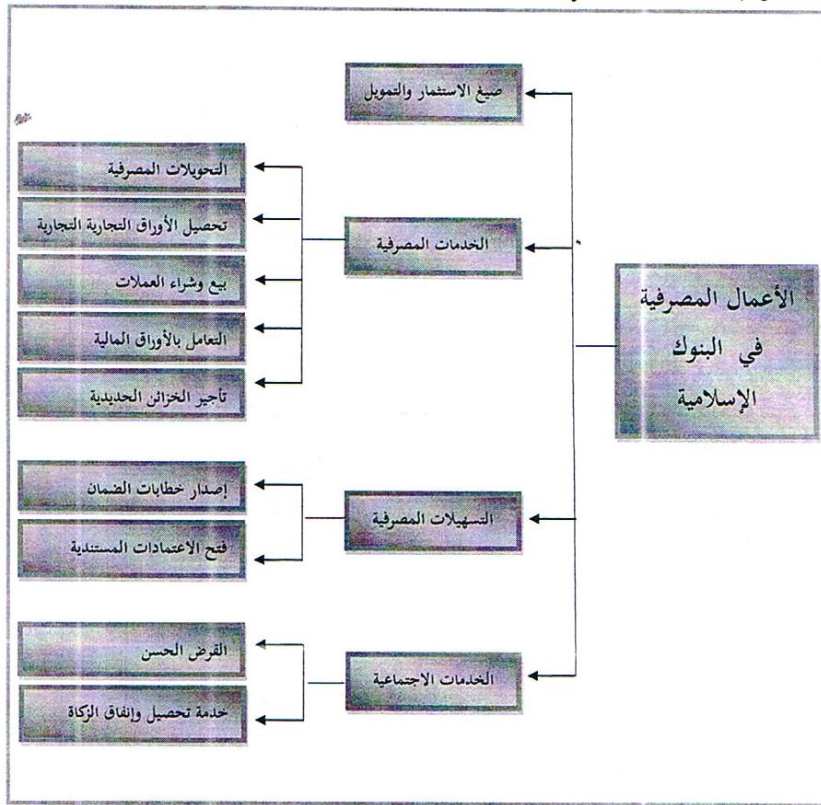 صيغ الاستثمار والتمويل
التحويلات المصرفية
تحصيل الأوراق التجارية التجارية
الخدمات المصرفية
بيع وشراء العملات
التعامل بالأوراق المالية
تأجير الخزائن الحديدية
الأعمال المصرفية
في البنوك
الإسلامية
إصدار خطابات الضمان
التسهيلات المصرفية
فتح الاعتمادات المستندية
القرض الحسن
الخدمات الاجتماعية
خدمة تحصيل وإنفاق الزكاة